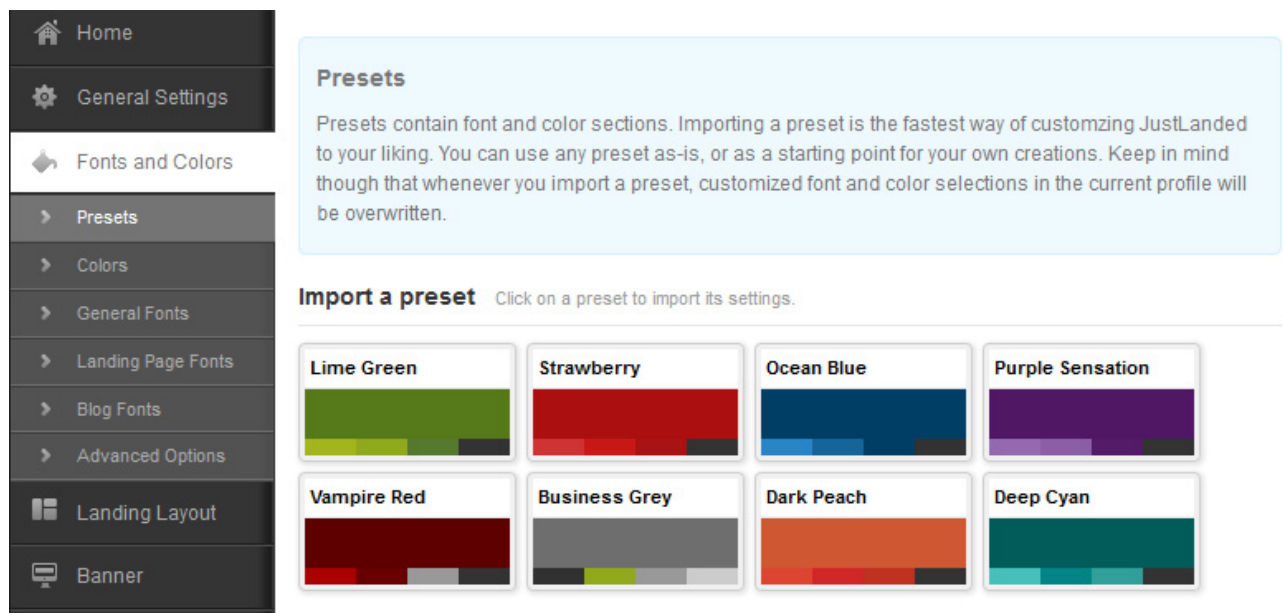 Home
General Settings
Fonts and Colors
Presets
Colors
General Fonts
Landing Page Fonts
Blog Fonts
Advanced Options
Landing Layout
Banner
Presets
Presets contain font and color sections. Importing a preset is the fastest way of customzing JustLanded
to your liking. You can use any preset as-is, or as a starting point for your own creations. Keep in mind
though that whenever you import a preset, customized font and color selections in the current profile will
be overwritten.
Import a preset Click on a preset to import its settings.
Lime Green
Strawberry
Ocean Blue
Purple Sensation
Vampire Red
Business Grey
Dark Peach
Deep Cyan